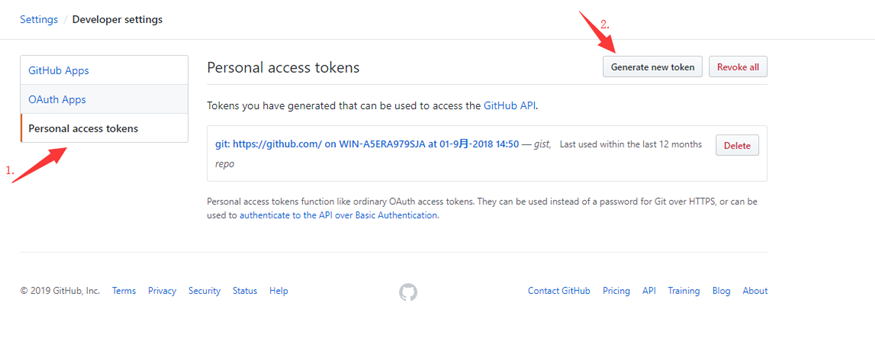 Settings / Developer settings
2.
GitHub Apps
OAuth Apps
Personal access tokens
1.
Personal access tokens
Generate new token
Revoke all
Tokens you have generated that can be used to access the GitHub API.
git: https://github.com/ on WIN-A5ERA979SJA at 01-9月-2018 14:50 — gist, Last used within the last 12 months
repo
Delete
Personal access tokens function like ordinary OAuth access tokens. They can be used instead of a password for Git over HTTPS, or can be
used to authenticate to the API over Basic Authentication.
© 2019 GitHub, Inc. Terms Privacy Security Status Help
Contact GitHub Pricing API Training Blog About